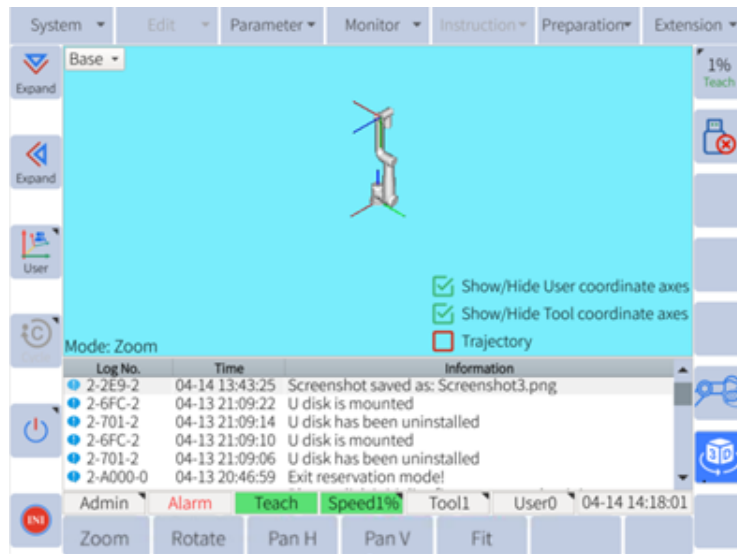 System Edit Parameter Monitor Instruction Preparation Extension
Expand
Base
1%
Teach
Expand
User
Show/Hide User coordinate axes
Show/Hide Tool coordinate axes
Trajectory
Mode: Zoom
Log No. Time Information
2-2E9-2 04-14 13:43:25 Screenshot saved as: Screenshot3.png
2-6FC-2 04-13 21:09:22 U disk is mounted
2-701-2 04-13 21:09:14 U disk has been uninstalled
2-6FC-2 04-13 21:09:10 U disk is mounted
2-701-2 04-13 21:09:06 U disk has been uninstalled
2-A000-0 04-13 20:46:59 Exit reservation mode!
3D
Admin Alarm Teach Speed1% Tool1 User0 04-14 14:18:01
INI
Zoom Rotate Pan H Pan V Fit